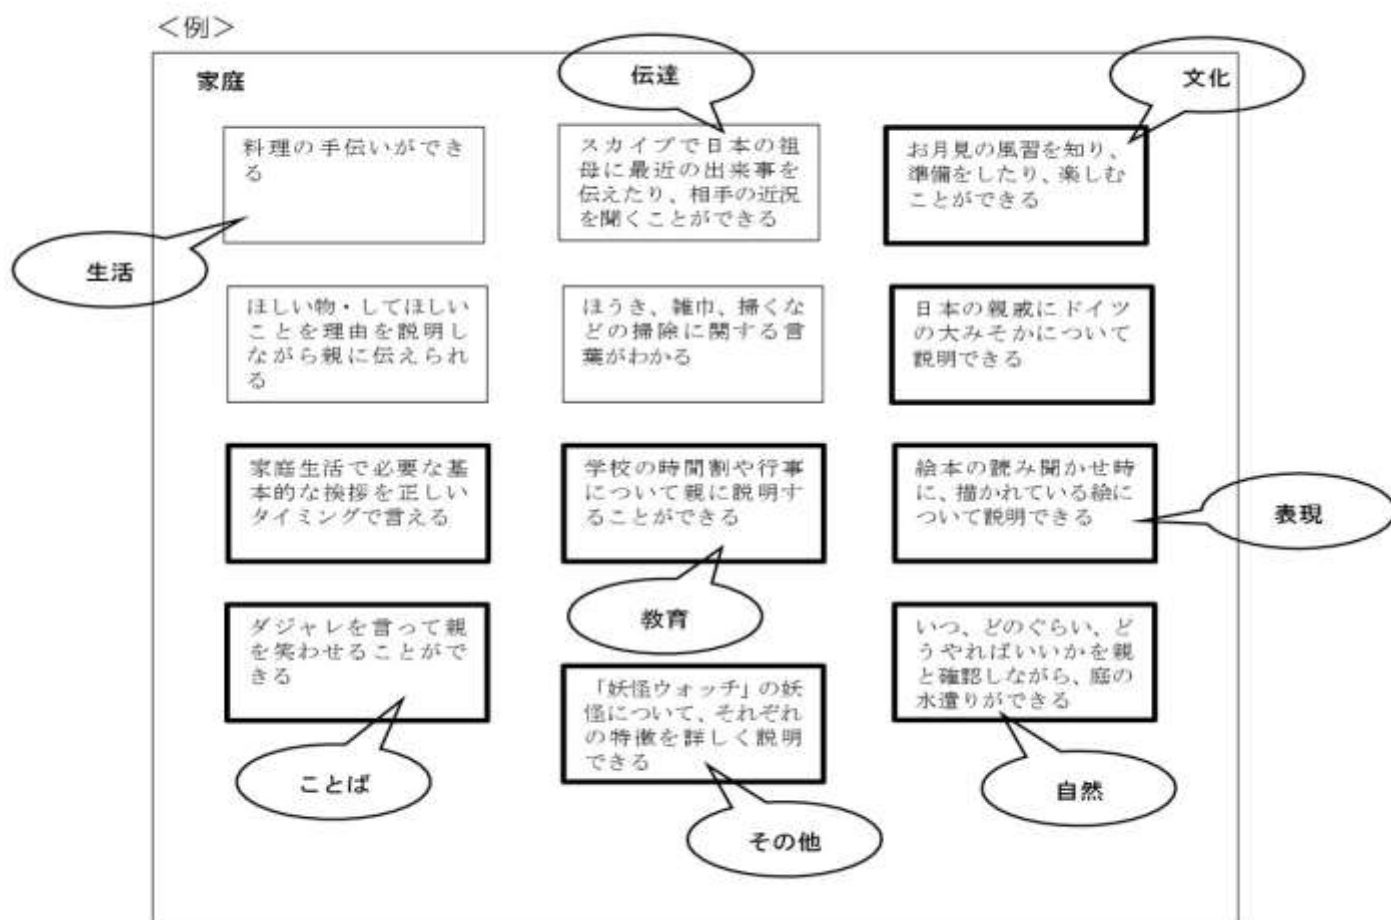 ＜例＞
家庭
伝達
文化
料理の手伝いができ
る
スカイプで日本の祖
母に最近の出来事を
伝えたり、相手の近況
を聞くことができる
お月見の風習を知り、
準備をしたり、楽しむ
ことができる
生活
ほしい物・してほしい
ことを理由を説明し
ながら親に伝えられ
る
ほうき、雑巾、掃くな
どの掃除に関する言
葉がわかる
日本の親戚にドイツ
の大みそかについて
説明できる
家庭生活で必要な基
本的な挨拶を正しい
タイミングで言える
学校の時間割や行事
について親に説明す
ることができる
絵本の読み聞かせ時
に、描かれている絵に
ついて説明できる
表現
教育
ダジャレを言って親
を笑わせることがで
きる
「妖怪ウォッチ」の妖
怪について、それぞれ
の特徴を詳しく説明
できる
いつ、どのぐらい、ど
うやればいいかを親
と確認しながら、庭の
水遣りができる
ことば
その他
自然